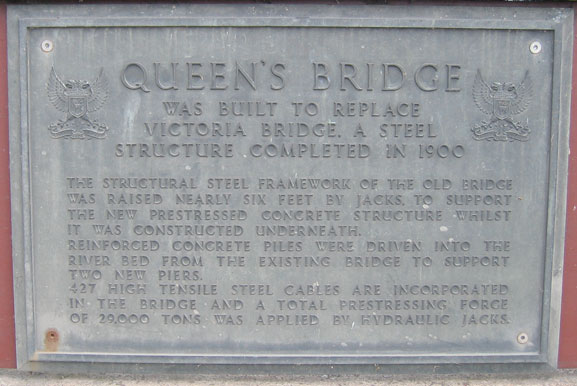 QUEEN'S BRIDGE
WAS BUILT TO REPLACE
VICTORIA BRIDGE. A STEEL
STRUCTURE COMPLETED IN 1900
THE STRUCTURAL STEEL FRAMEWORK OF THE OLD BRIDGE
WAS RAISED NEARLY SIX FEET BY JACKS, TO SUPPORT
THE NEW PRESTRESSED CONCRETE STRUCTURE WHILST
IT WAS CONSTRUCTED UNDERNEATH.
REINFORCED CONCRETE PILES WERE DRIVEN INTO THE
RIVER BED FROM THE EXISTING BRIDGE TO SUPPORT
TWO NEW PIERS.
427 HIGH TENSILE STEEL CABLES ARE INCORPORATED
IN THE BRIDGE AND A TOTAL PRESTRESSING FORCE
OF 29,000 TONS WAS APPLIED BY HYDRAULIC JACKS.